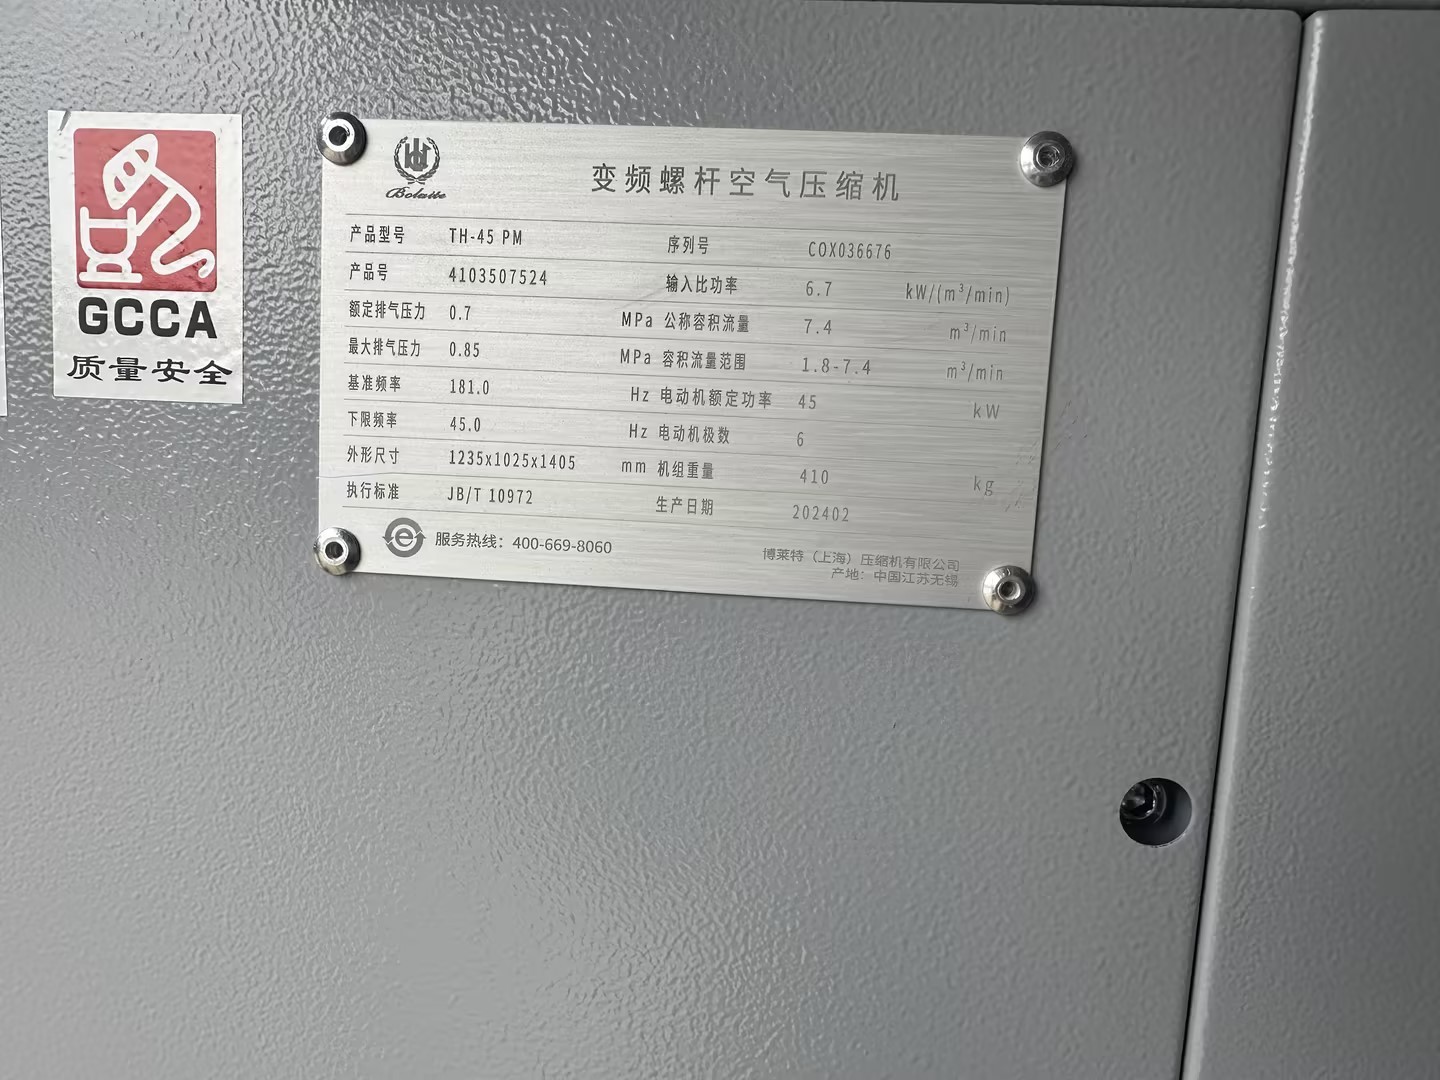 GCCA
质量安全
Bolaite
变频螺杆空气压缩机
产品型号 TH-45 PM 序列号 COX036676
产品号 4103507524 输入比功率 6.7 kW/(m³/min)
额定排气压力 0.7 MPa 公称容积流量 7.4 m³/min
最大排气压力 0.85 MPa 容积流量范围 1.8-7.4 m³/min
基准频率 181.0 Hz 电动机额定功率 45 kW
下限频率 45.0 Hz 电动机极数 6
外形尺寸 1235x1025x1405 mm 机组重量 410 kg
执行标准 JB/T 10972 生产日期 202402
服务热线：400-669-8060
博莱特（上海）压缩机有限公司
产地：中国江苏无锡